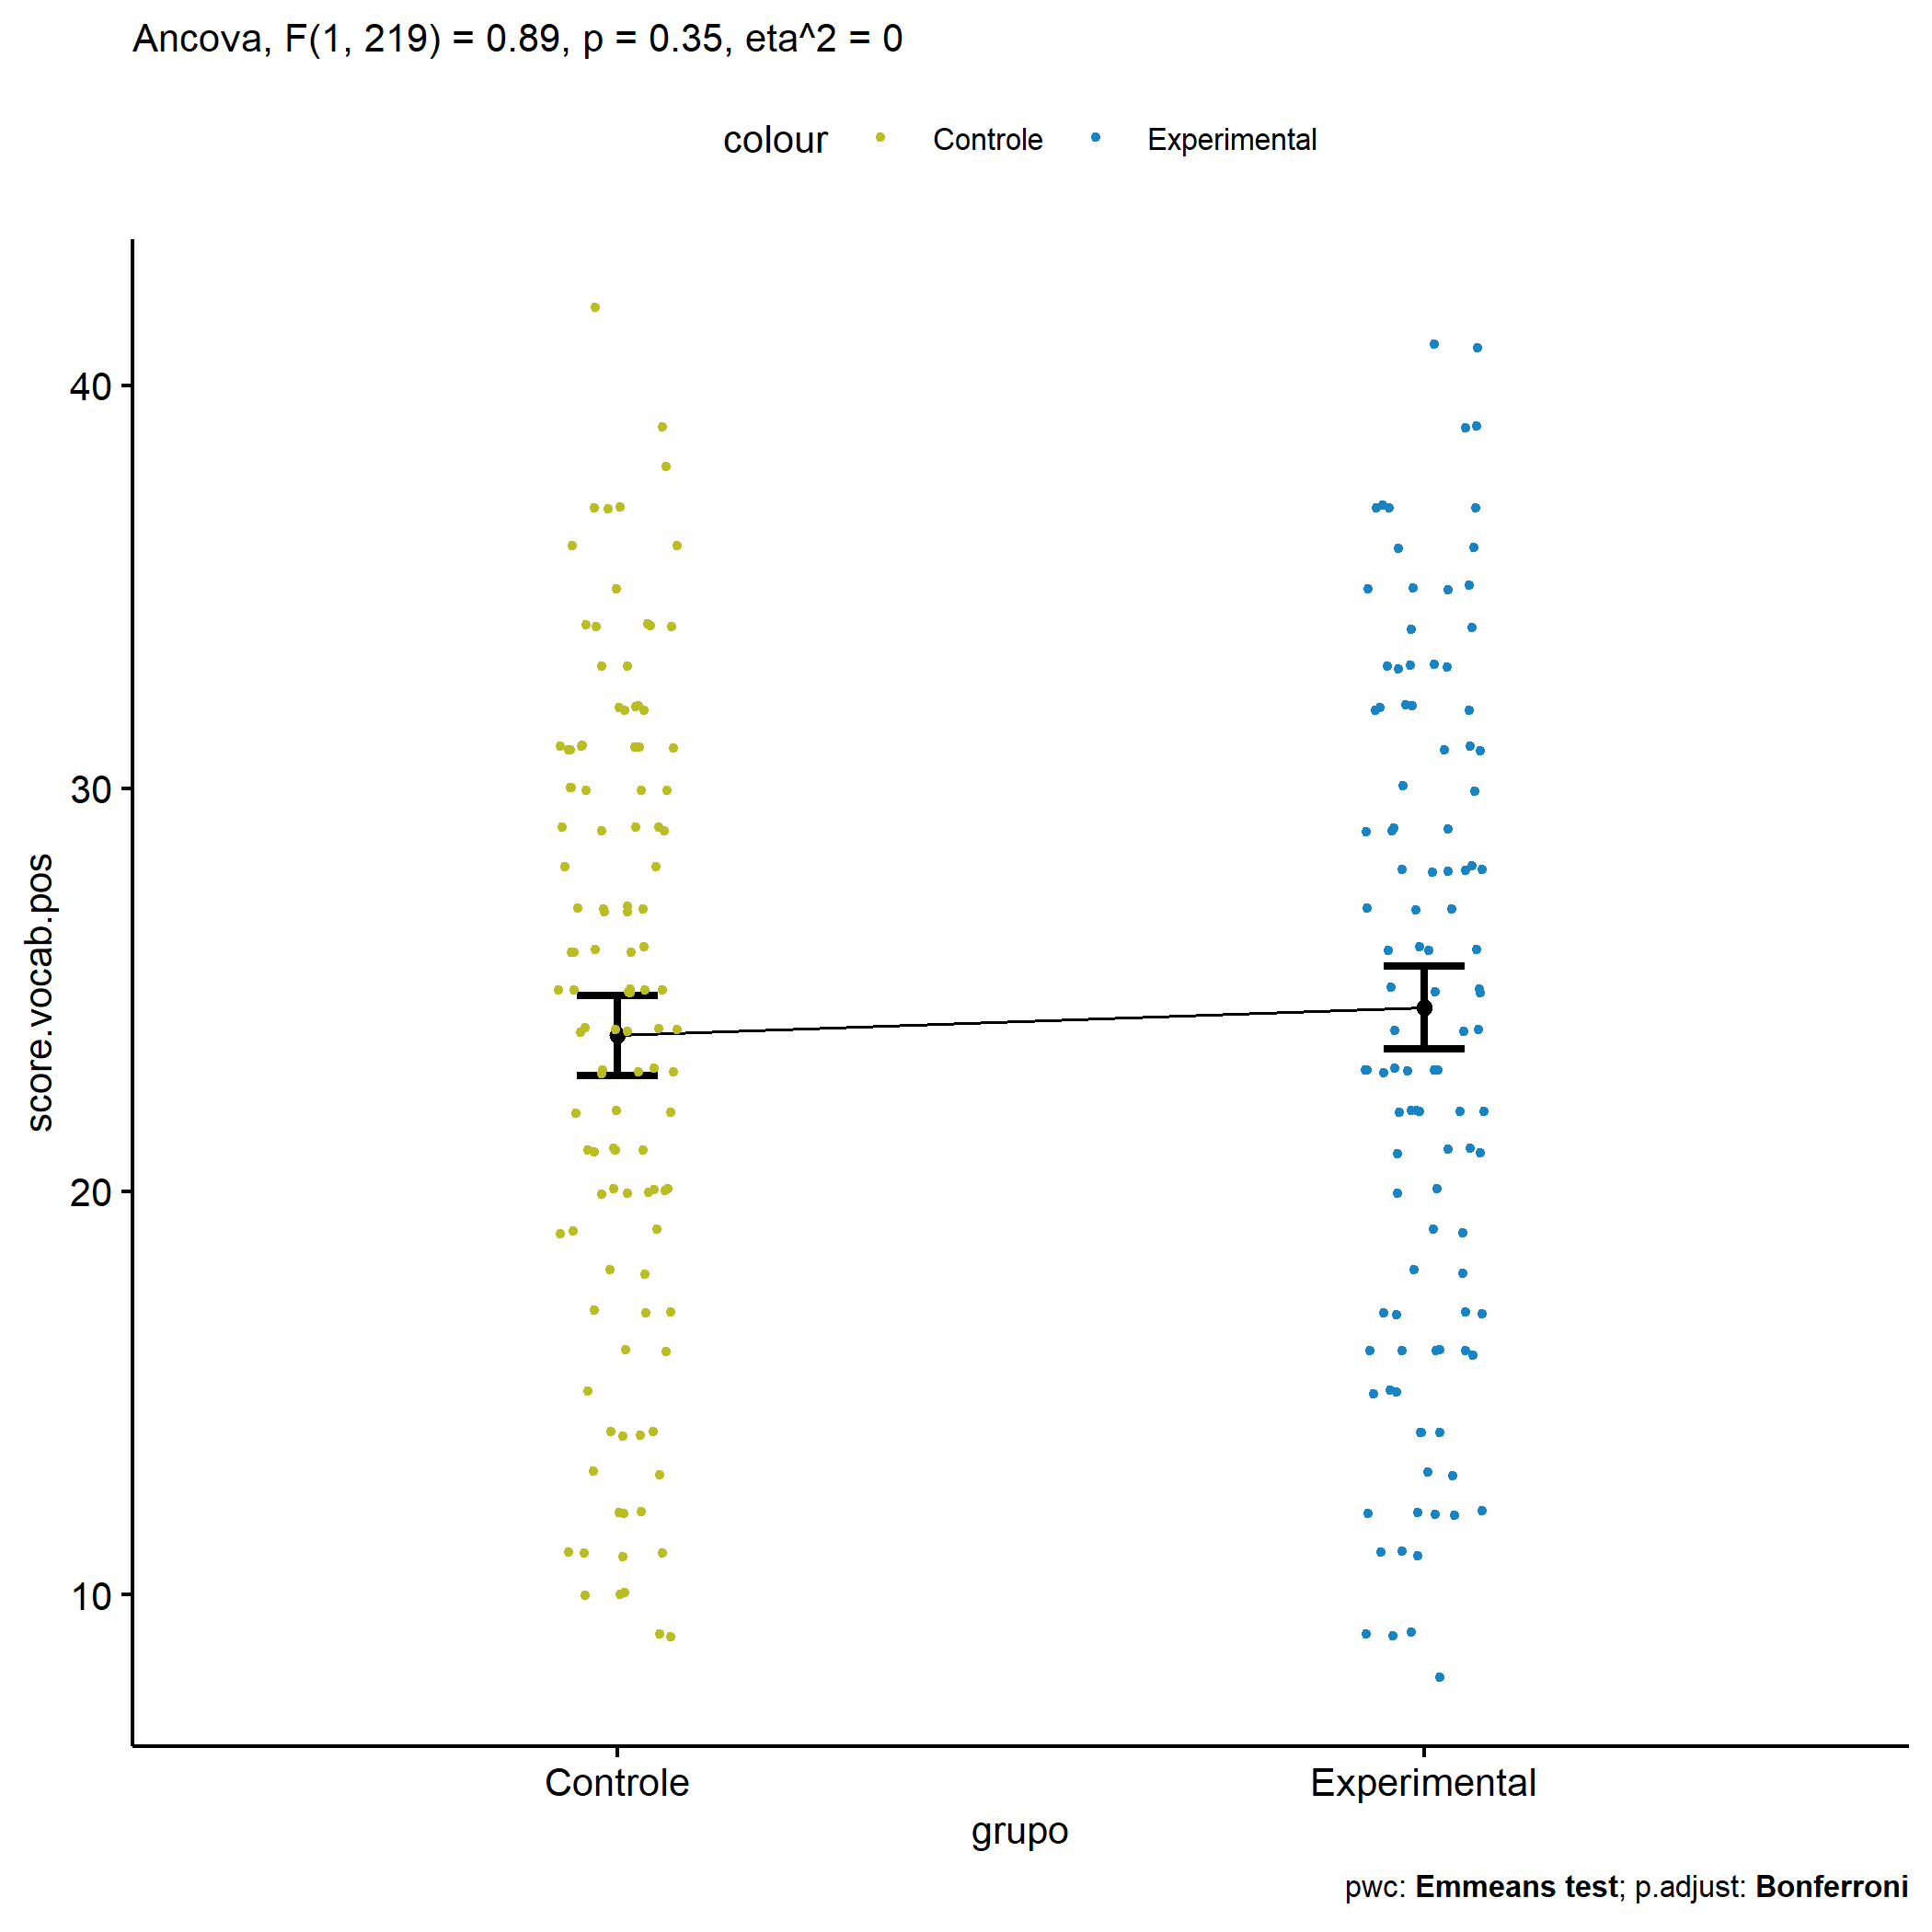 Ancova, F(1, 219) = 0.89, p = 0.35, eta^2 = 0
colour Controle Experimental
40
30
20
10
score.vocab.pos
Controle Experimental
grupo
pwc: Emmeans test; p.adjust: Bonferroni